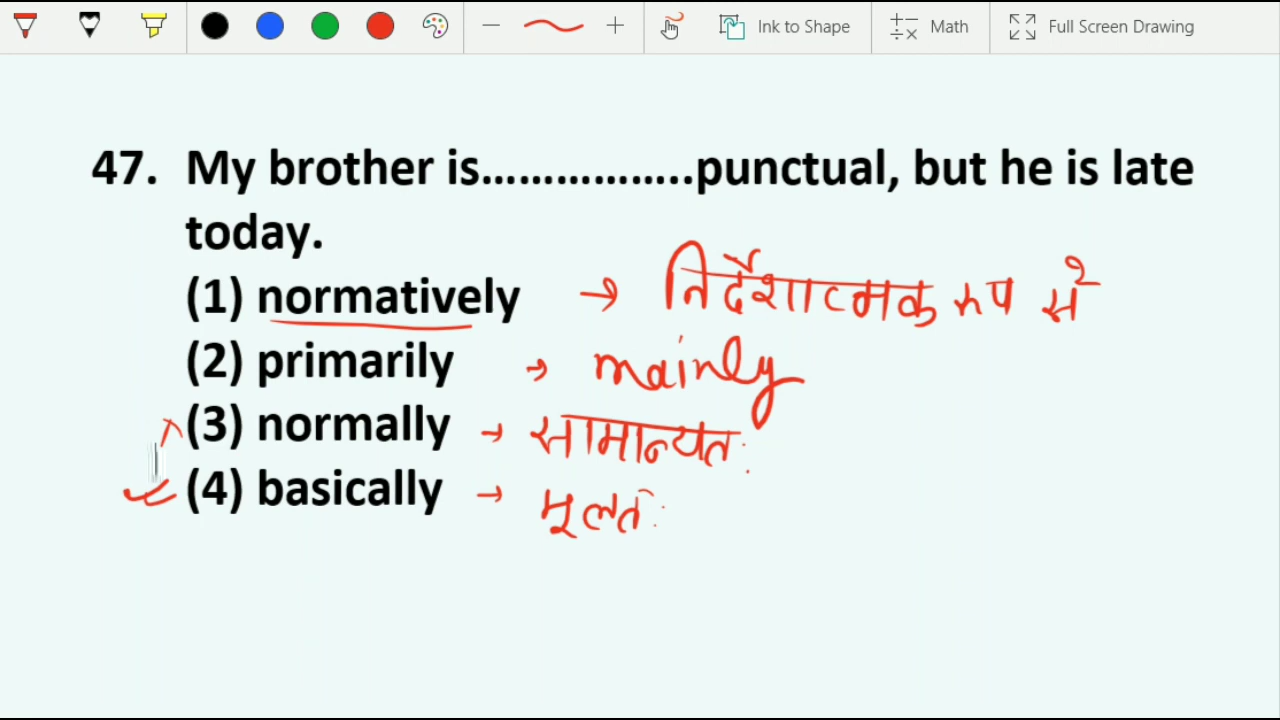 Ink to Shape Math Full Screen Drawing
47. My brother is……………..punctual, but he is late
today.
(1) normatively → निर्देशात्मक रुप से
(2) primarily → mainly
(3) normally → सामान्यतः
(4) basically → मूलतः